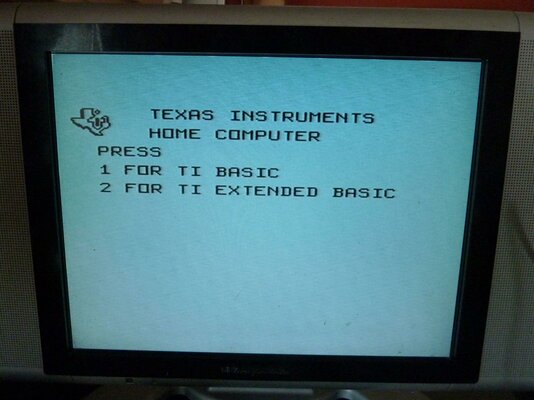 TEXAS INSTRUMENTS
HOME COMPUTER
PRESS
1 FOR TI BASIC
2 FOR TI EXTENDED BASIC